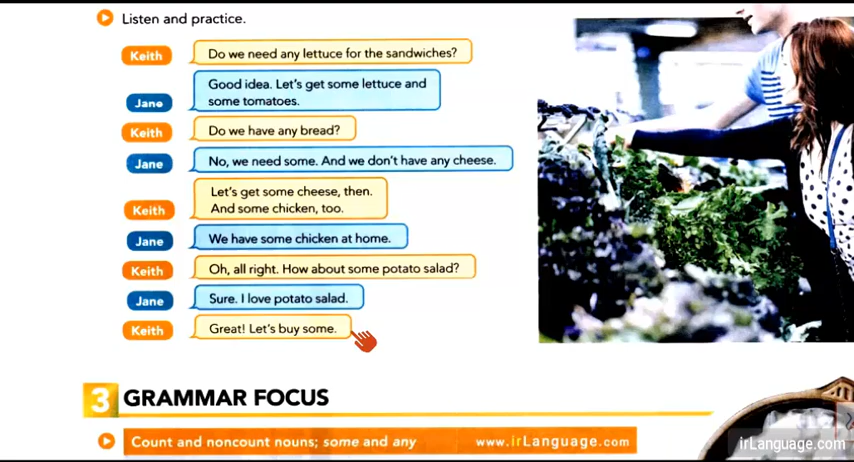 Listen and practice.
Keith
Do we need any lettuce for the sandwiches?
Jane
Good idea. Let's get some lettuce and
some tomatoes.
Keith
Do we have any bread?
Jane
No, we need some. And we don't have any cheese.
Keith
Let's get some cheese, then.
And some chicken, too.
Jane
We have some chicken at home.
Keith
Oh, all right. How about some potato salad?
Jane
Sure. I love potato salad.
Keith
Great! Let's buy some.
3 GRAMMAR FOCUS
Count and noncount nouns; some and any www.irLanguage.com
irLanguage.com